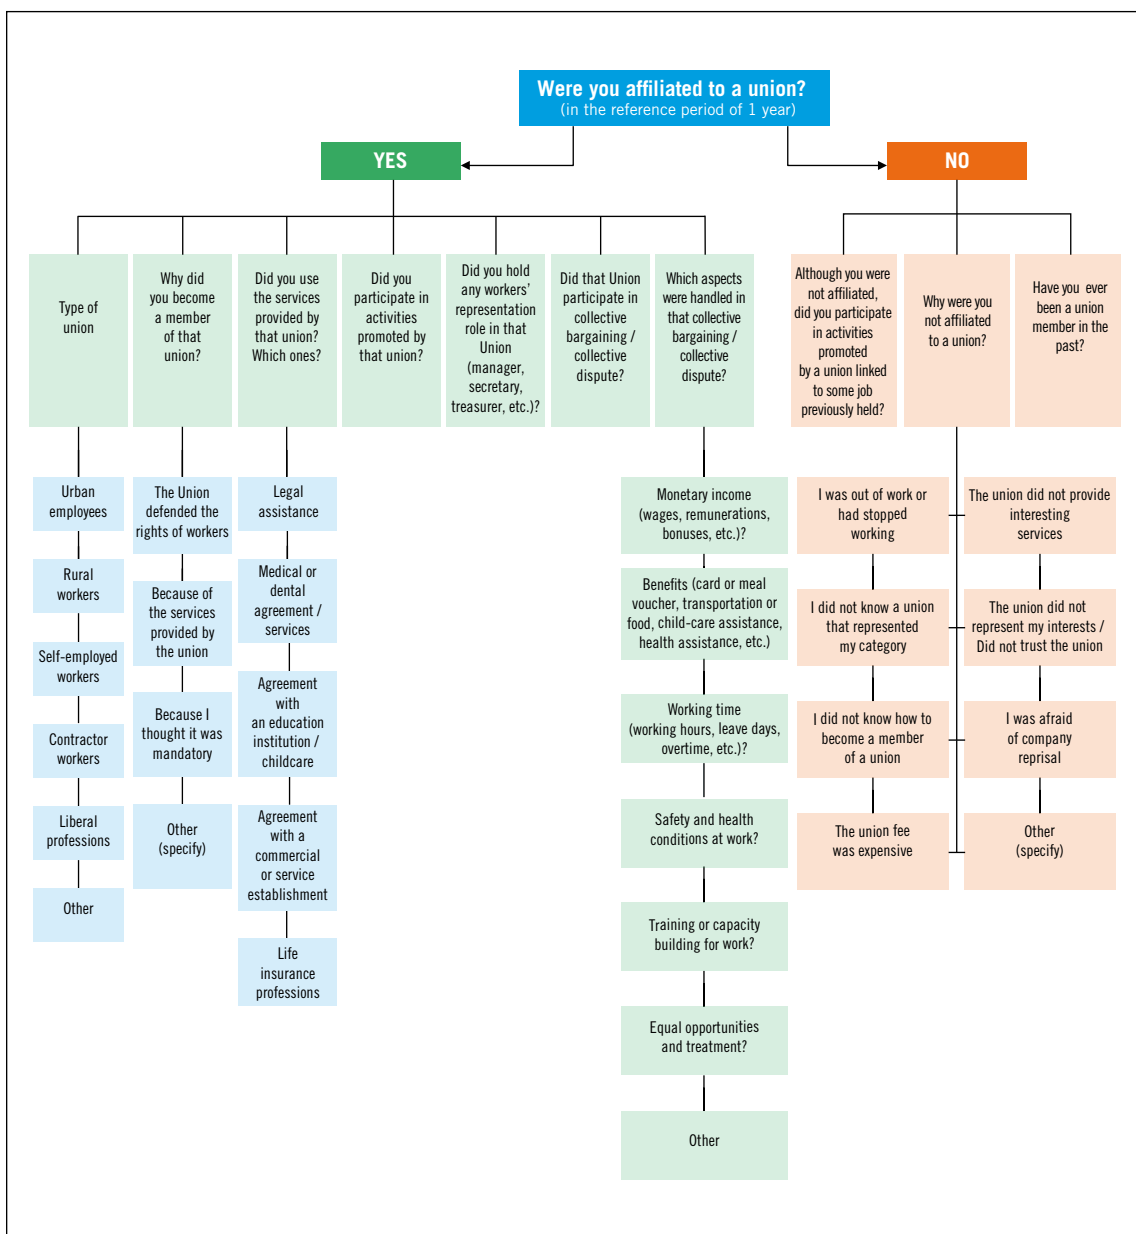 Were you affiliated to a union?
(in the reference period of 1 year)
YES
NO
Type of
union
Why did
you become
a member
of that
union?
Did you use
the services
provided by
that union?
Which ones?
Did you
participate in
activities
promoted by
that union?
Did you hold
any workers'
representation
role in that
Union
(manager,
secretary,
treasurer, etc.)?
Did that Union
participate in
collective
bargaining /
collective
dispute?
Which aspects
were handled in
that collective
bargaining /
collective
dispute?
Although you were
not affiliated,
did you participate
in activities
promoted
by a union linked
to some job
previously held?
Why were you
not affiliated
to a union?
Have you ever
been a union
member in the
past?
Urban
employees
Rural
workers
Self-employed
workers
Contractor
workers
Liberal
professions
Other
The Union
defended the
rights of workers
Because of
the services
provided by
the union
Because I
thought it was
mandatory
Other
(specify)
Legal
assistance
Medical or
dental
agreement /
services
Agreement
with
an education
institution /
childcare
Agreement
with a
commercial
or service
establishment
Life
insurance
professions
Monetary income
(wages, remunerations,
bonuses, etc.)?
Benefits (card or meal
voucher, transportation or
food, child-care assistance,
health assistance, etc.)
Working time
(working hours, leave days,
overtime, etc.)?
Safety and health
conditions at work?
Training or capacity
building for work?
Equal opportunities
and treatment?
Other
I was out of work or
had stopped
working
I did not know a union
that represented
my category
I did not know how to
become a member
of a union
The union fee
was expensive
The union did not provide
interesting
services
The union did not
represent my interests /
Did not trust the union
I was afraid
of company
reprisal
Other
(specify)